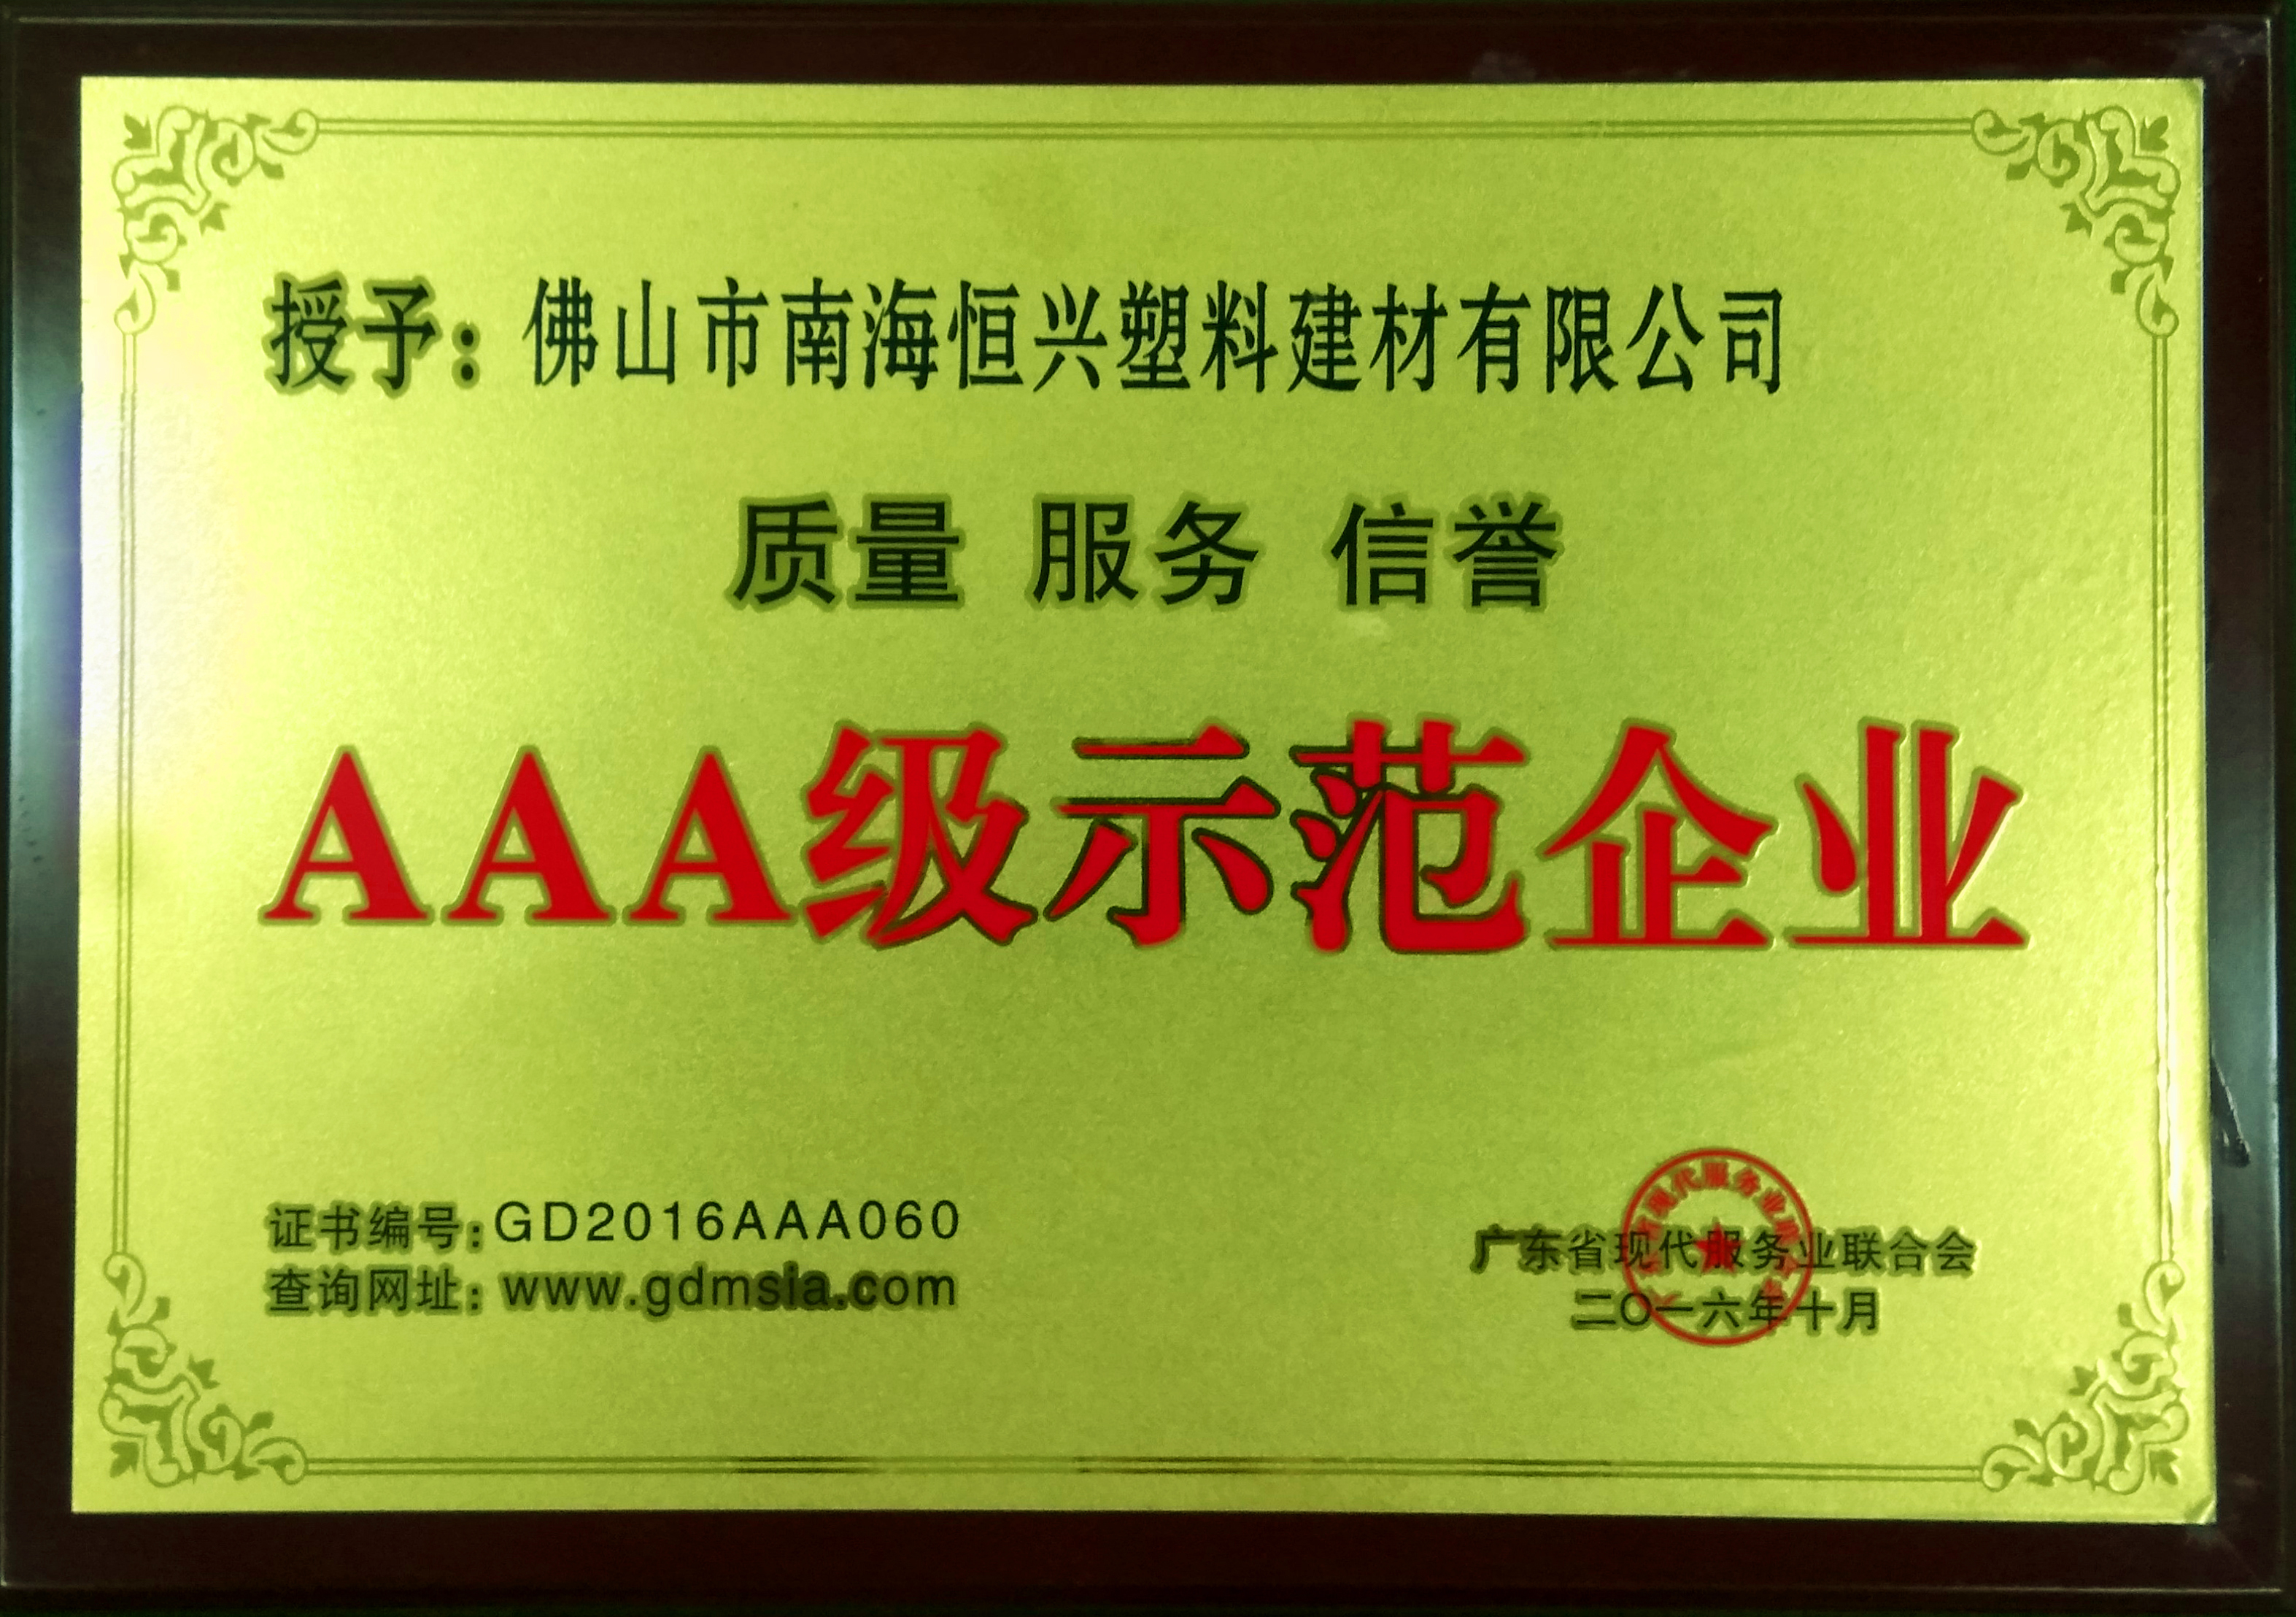 授予：佛山市南海恒兴塑料建材有限公司
质量 服务 信誉
AAA级示范企业
证书编号：GD2016AAA060
查询网址：www.gdmsia.com
广东省现代服务业联合会
二〇一六年十月